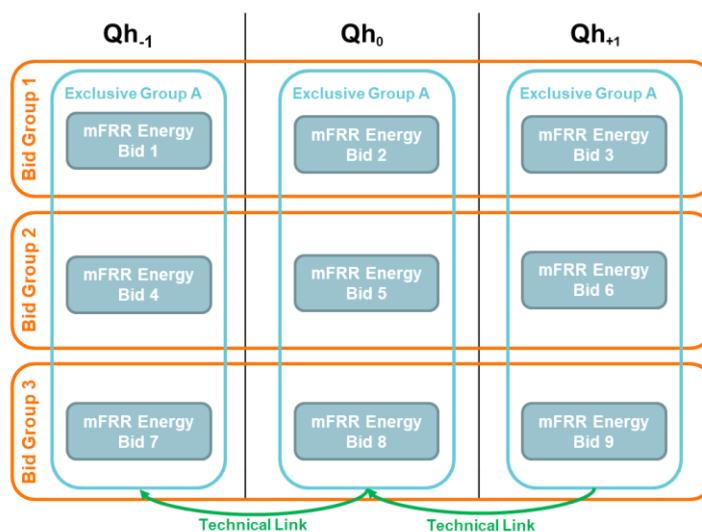 Qh-1
Qh0
Qh+1
Bid Group 1
Exclusive Group A
Exclusive Group A
Exclusive Group A
mFRR Energy
Bid 1
mFRR Energy
Bid 2
mFRR Energy
Bid 3
Bid Group 2
mFRR Energy
Bid 4
mFRR Energy
Bid 5
mFRR Energy
Bid 6
Bid Group 3
mFRR Energy
Bid 7
mFRR Energy
Bid 8
mFRR Energy
Bid 9
Technical Link
Technical Link